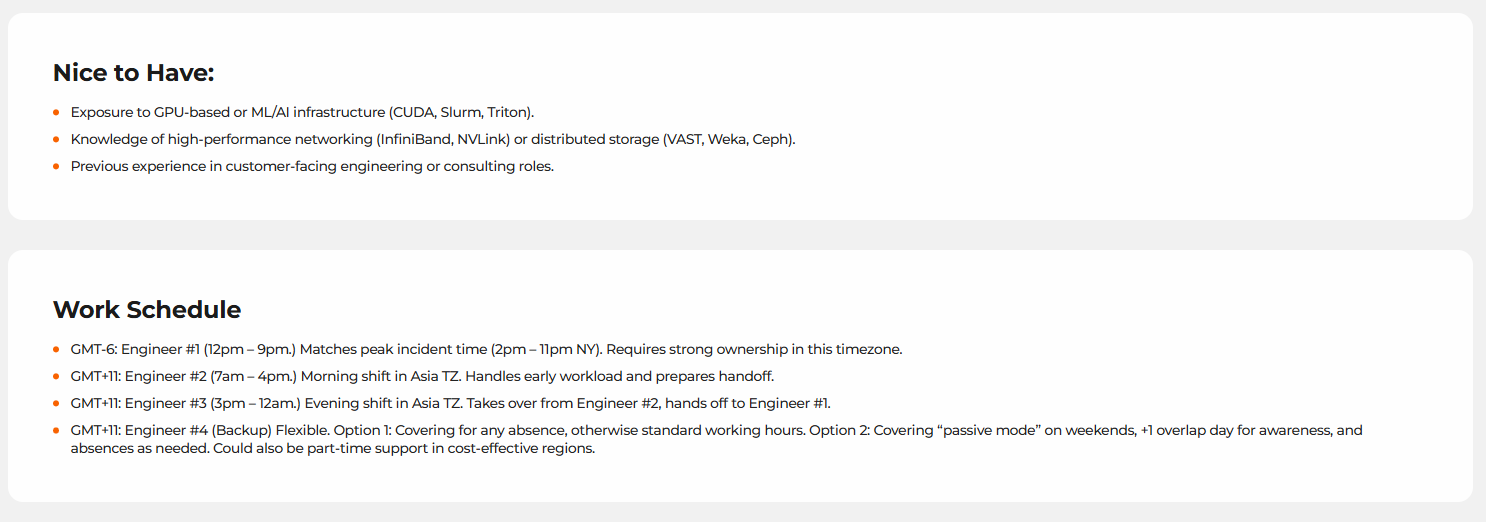 Nice to Have:
Exposure to GPU-based or ML/AI infrastructure (CUDA, Slurm, Triton).
Knowledge of high-performance networking (InfiniBand, NVLink) or distributed storage (VAST, Weka, Ceph).
Previous experience in customer-facing engineering or consulting roles.
Work Schedule
GMT-6: Engineer #1 (12pm – 9pm.) Matches peak incident time (2pm – 11pm NY). Requires strong ownership in this timezone.
GMT+11: Engineer #2 (7am – 4pm.) Morning shift in Asia TZ. Handles early workload and prepares handoff.
GMT+11: Engineer #3 (3pm – 12am.) Evening shift in Asia TZ. Takes over from Engineer #2, hands off to Engineer #1.
GMT+11: Engineer #4 (Backup) Flexible. Option 1: Covering for any absence, otherwise standard working hours. Option 2: Covering “passive mode” on weekends, +1 overlap day for awareness, and
absences as needed. Could also be part-time support in cost-effective regions.